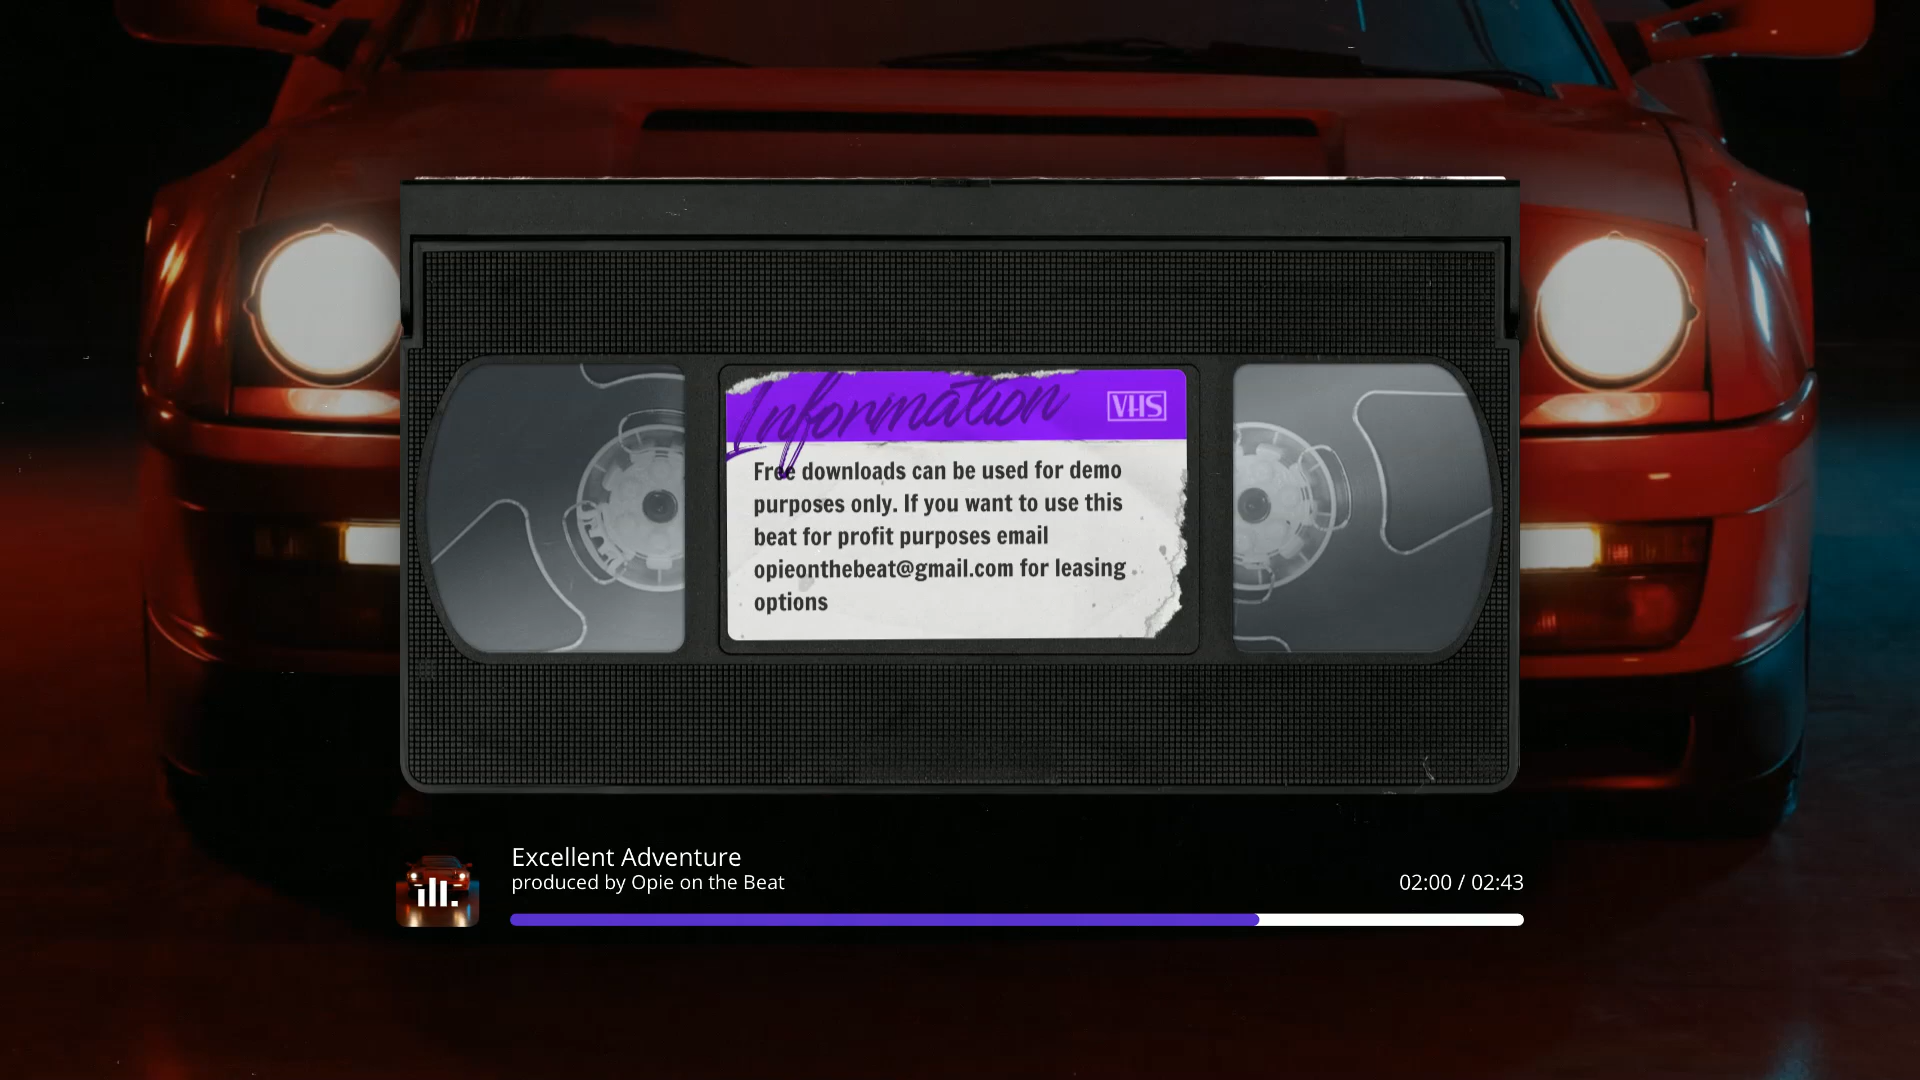 Information
VHS
Free downloads can be used for demo
purposes only. If you want to use this
beat for profit purposes email
opieonthebeat@gmail.com for leasing
options
Excellent Adventure
produced by Opie on the Beat
02:00 / 02:43